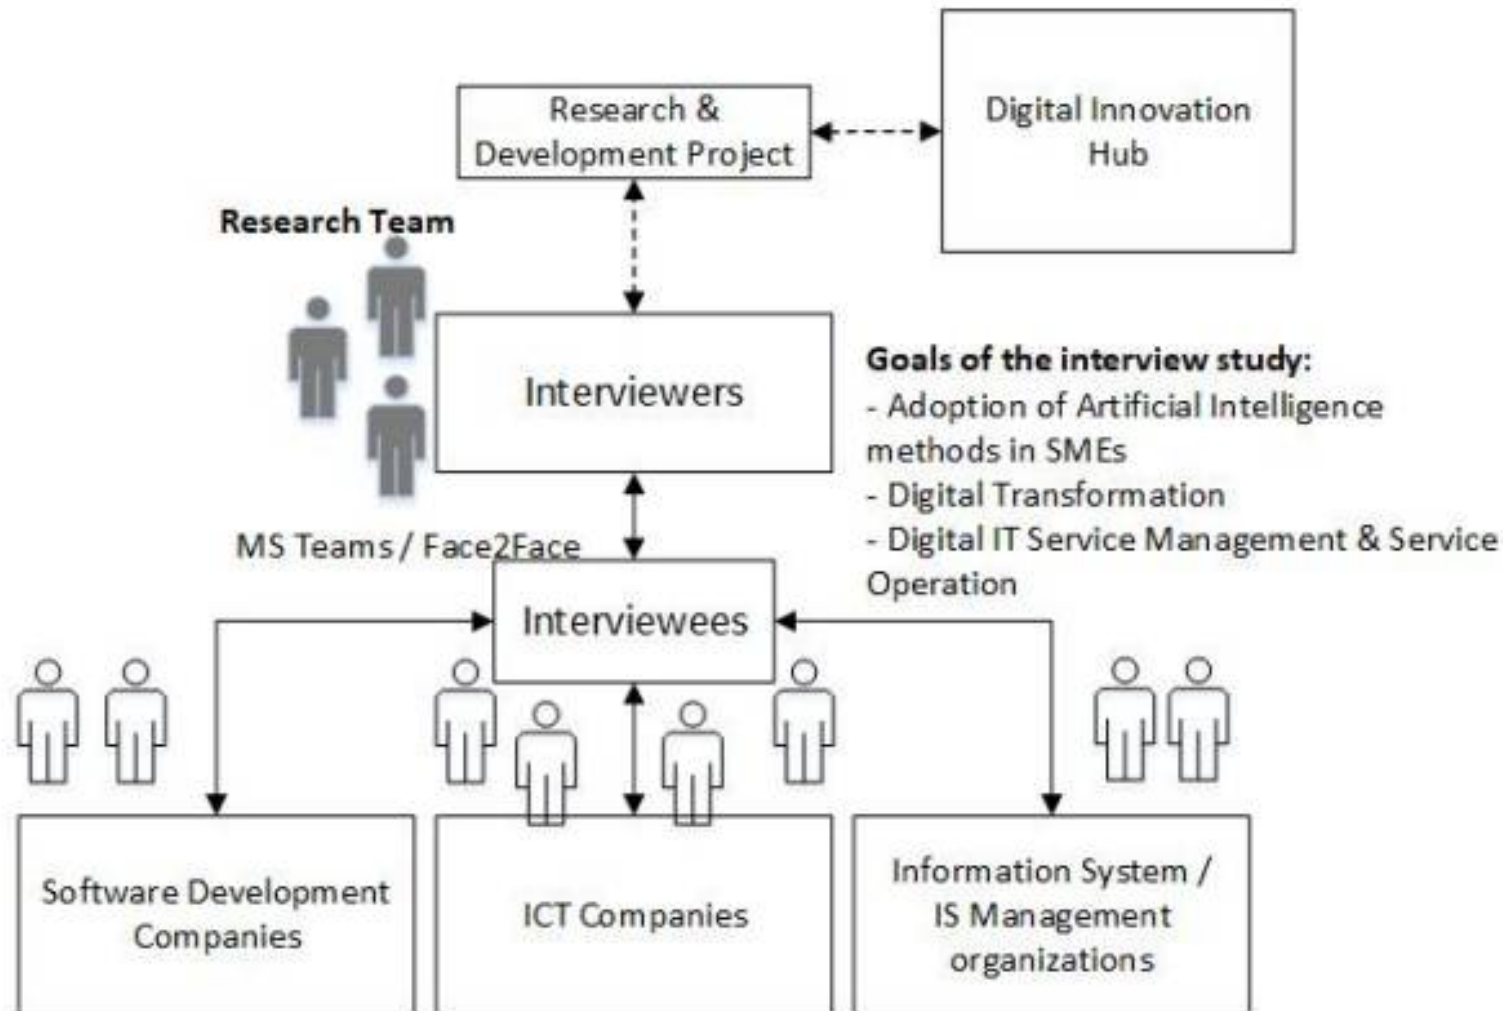 Research &
Development Project
Digital Innovation
Hub
Research Team
Interviewers
Goals of the interview study:
- Adoption of Artificial Intelligence
methods in SMEs
- Digital Transformation
- Digital IT Service Management & Service
Operation
MS Teams / Face2Face
Interviewees
Software Development
Companies
ICT Companies
Information System /
IS Management
organizations